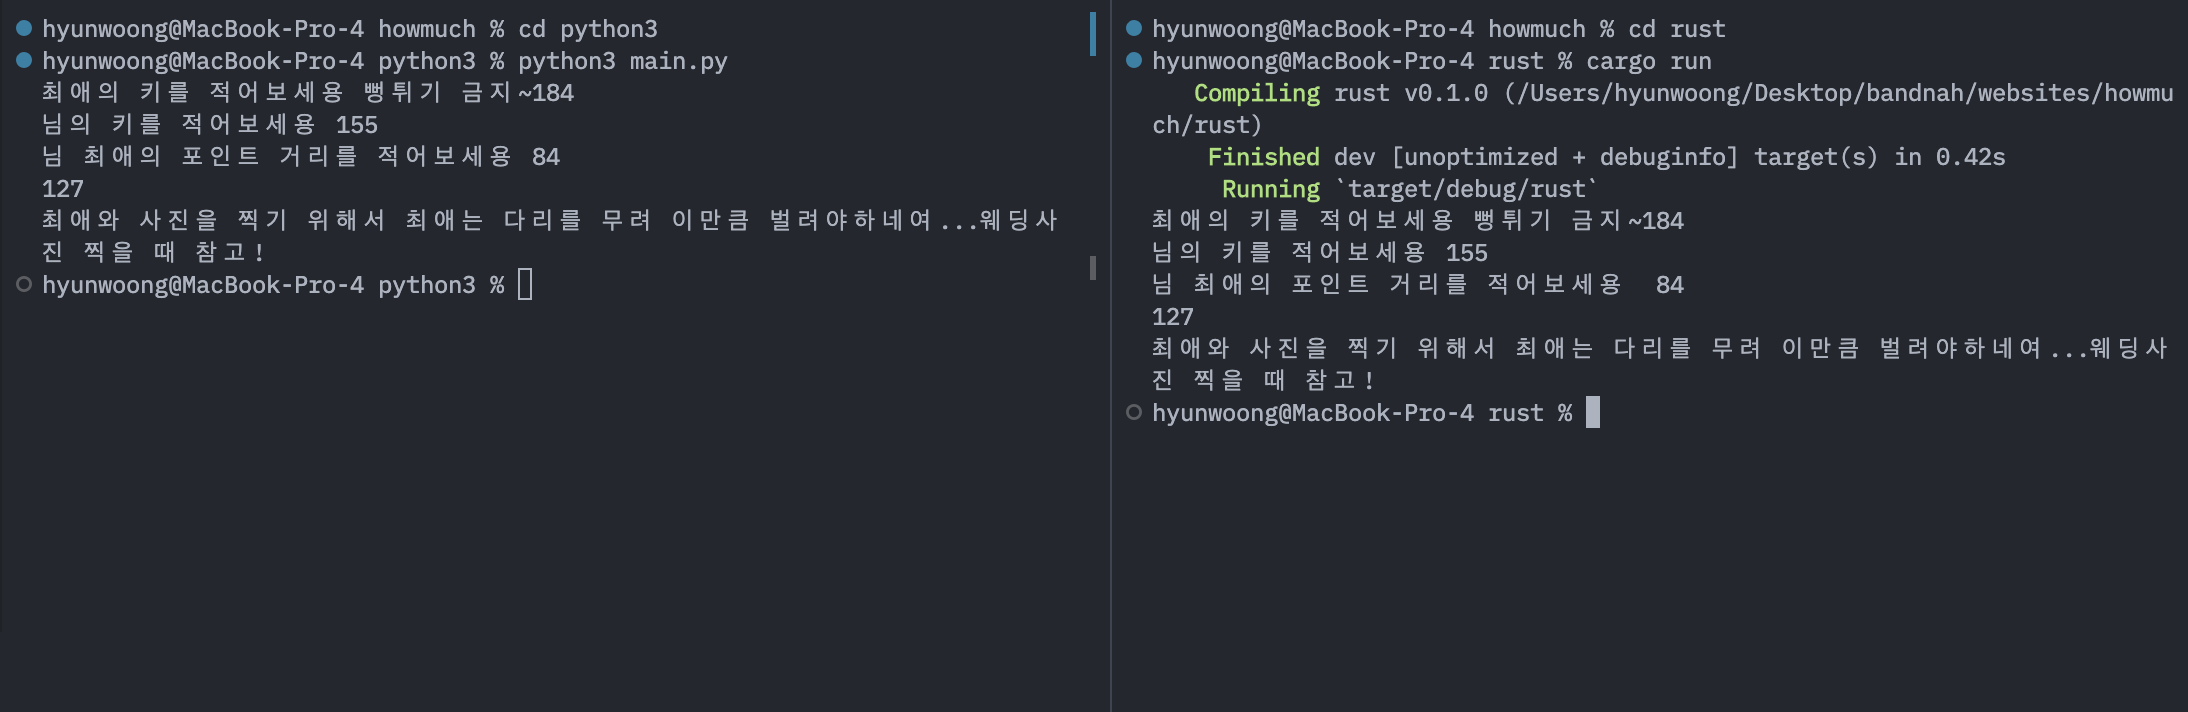 hyunwoong@MacBook-Pro-4 howmuch % cd python3
hyunwoong@MacBook-Pro-4 python3 % python3 main.py
최애의 키를 적어보세용 뻥튀기 금지~184
님의 키를 적어보세용 155
님 최애의 포인트 거리를 적어보세용 84
127
최애와 사진을 찍기 위해서 최애는 다리를 무려 이만큼 벌려야하네여...웨딩사
진 찍을 때 참고!
hyunwoong@MacBook-Pro-4 python3 %
hyunwoong@MacBook-Pro-4 howmuch % cd rust
hyunwoong@MacBook-Pro-4 rust % cargo run
Compiling rust v0.1.0 (/Users/hyunwoong/Desktop/bandnah/websites/howmu
ch/rust)
Finished dev [unoptimized + debuginfo] target(s) in 0.42s
Running `target/debug/rust`
최애의 키를 적어보세용 뻥튀기 금지~184
님의 키를 적어보세용 155
님 최애의 포인트 거리를 적어보세용  84
127
최애와 사진을 찍기 위해서 최애는 다리를 무려 이만큼 벌려야하네여...웨딩사
진 찍을 때 참고!
hyunwoong@MacBook-Pro-4 rust %